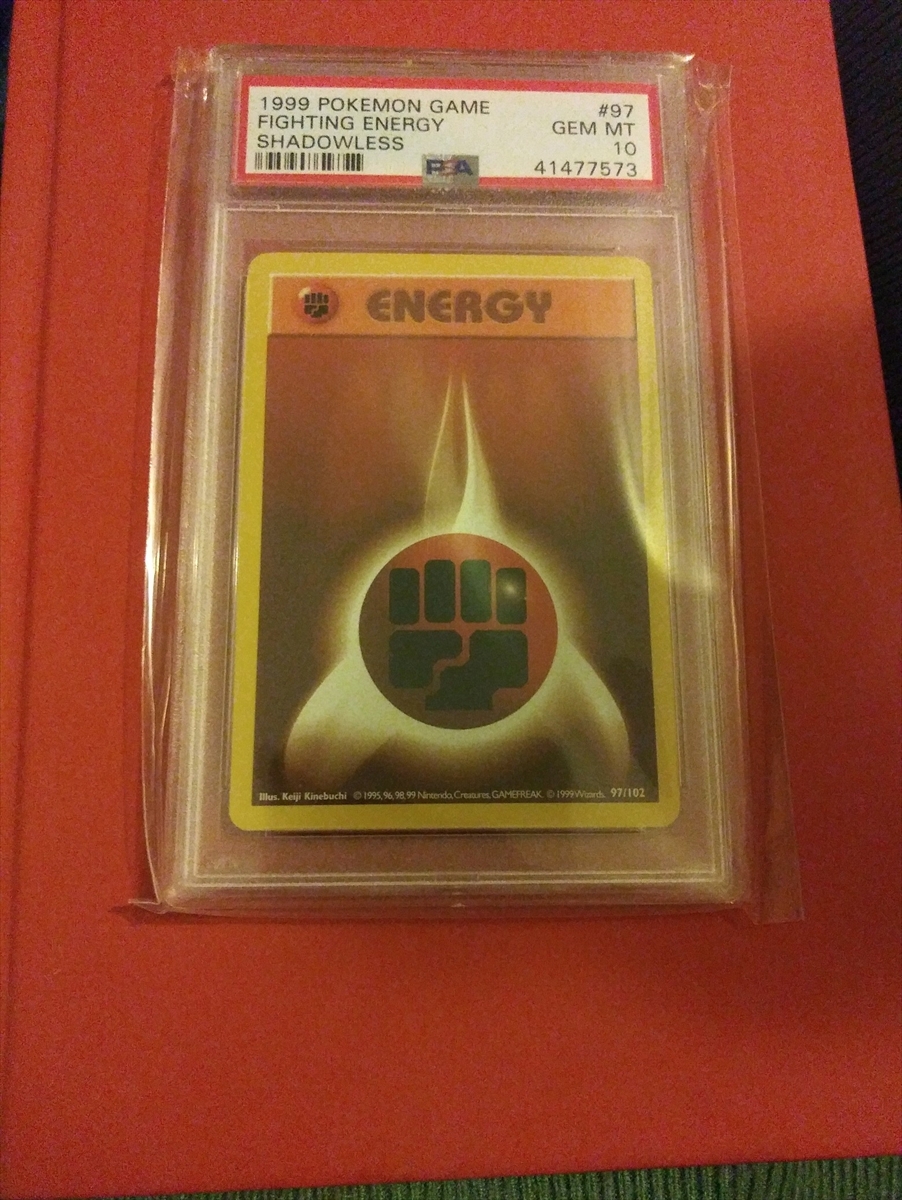 1999 POKEMON GAME #97
FIGHTING ENERGY GEM MT
SHADOWLESS 10
PSA 41477573
ENERGY
Illus. Keiji Kinebuchi ©1995, 96, 98, 99 Nintendo, Creatures, GAMEFREAK. ©1999 Wizards. 97/102